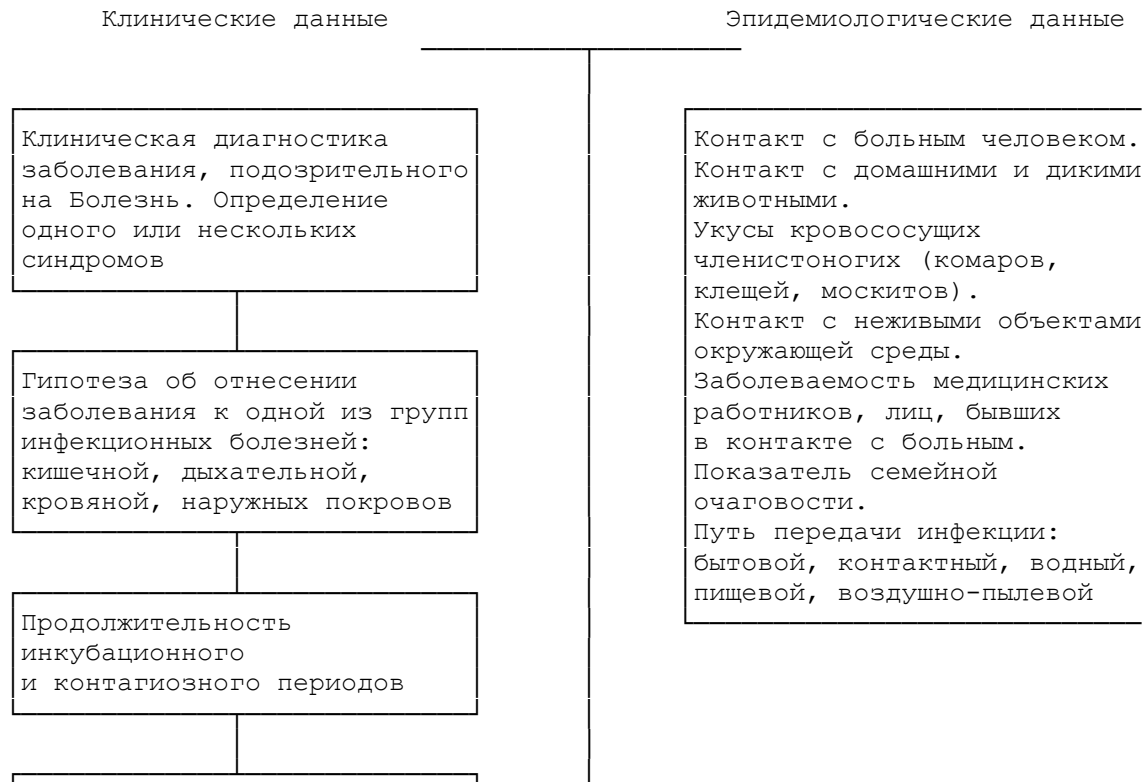 Клинические данные
Эпидемиологические данные
Клиническая диагностика
заболевания, подозрительного
на Болезнь. Определение
одного или нескольких
синдромов
Гипотеза об отнесении
заболевания к одной из групп
инфекционных болезней:
кишечной, дыхательной,
кровяной, наружных покровов
Продолжительность
инкубационного
и контагиозного периодов
Контакт с больным человеком.
Контакт с домашними и дикими
животными.
Укусы кровососущих
членистоногих (комаров,
клещей, москитов).
Контакт с неживыми объектами
окружающей среды.
Заболеваемость медицинских
работников, лиц, бывших
в контакте с больным.
Показатель семейной
очаговости.
Путь передачи инфекции:
бытовой, контактный, водный,
пищевой, воздушно-пылевой